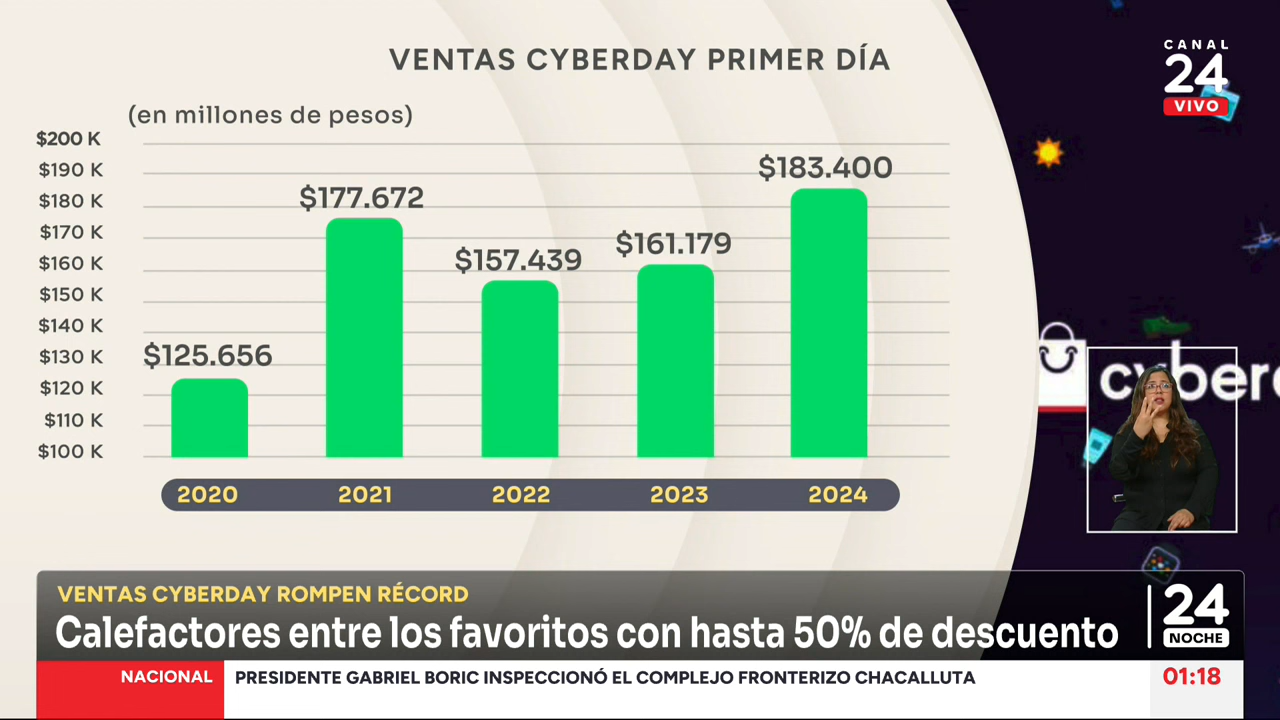 VENTAS CYBERDAY PRIMER DÍA
(en millones de pesos)
$200 K
$190 K
$180 K
$170 K
$160 K
$150 K
$140 K
$130 K
$120 K
$110 K
$100 K
$125.656
$177.672
$157.439
$161.179
$183.400
2020
2021
2022
2023
2024
CANAL
24
VIVO
VENTAS CYBERDAY ROMPEN RÉCORD
Calefactores entre los favoritos con hasta 50% de descuento
24
NOCHE
NACIONAL
PRESIDENTE GABRIEL BORIC INSPECCIONÓ EL COMPLEJO FRONTERIZO CHACALLUTA
01:18